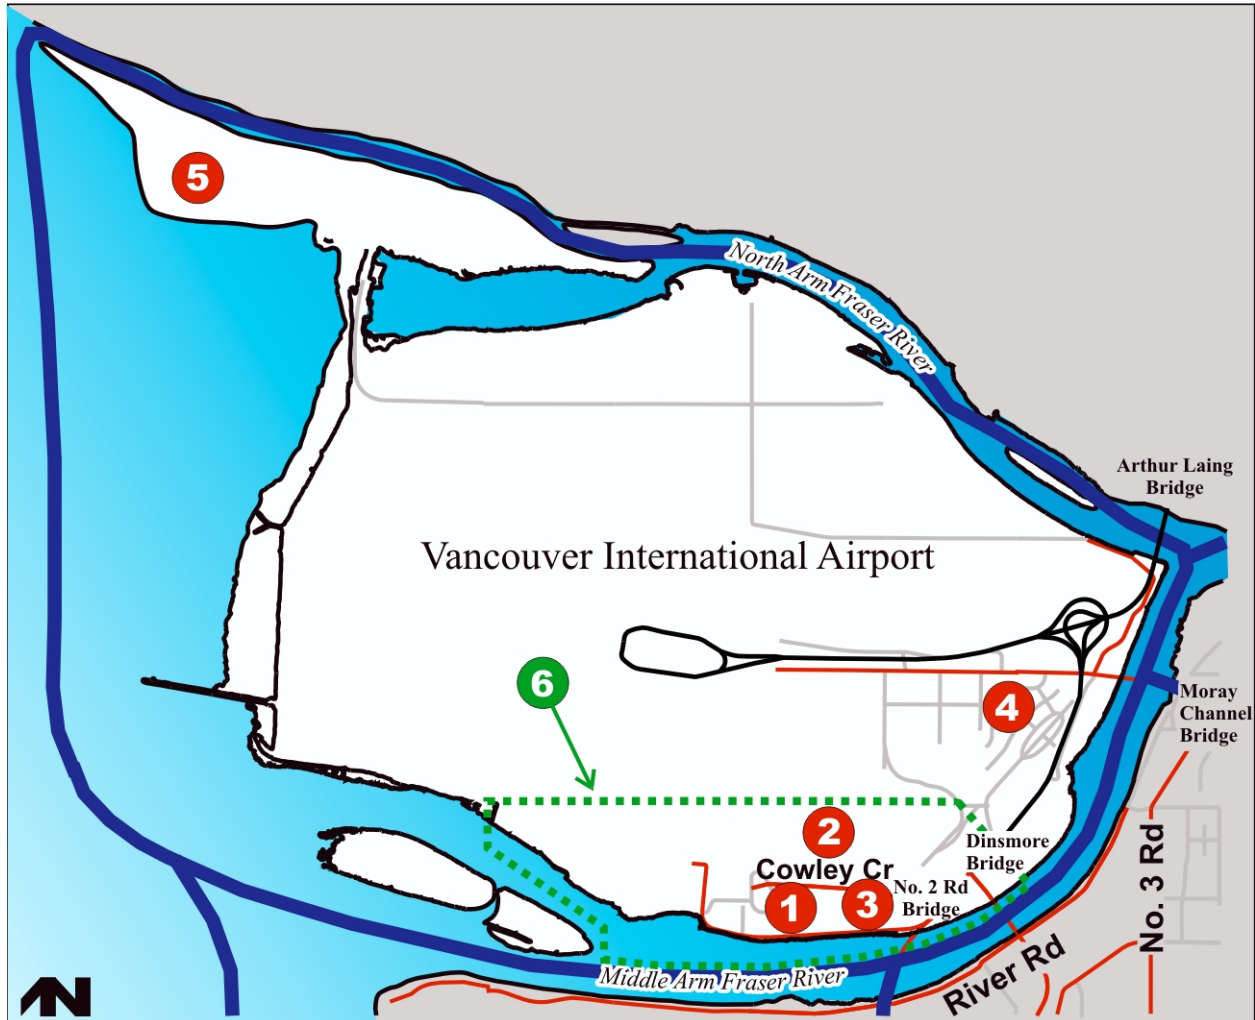 5
North Arm Fraser River
Arthur Laing
Bridge
Vancouver International Airport
6
4
Moray
Channel
Bridge
2
Dinsmore
Bridge
Cowley Cr
1
3
No. 2 Rd
Bridge
No. 3 Rd
River Rd
Middle Arm Fraser River
N